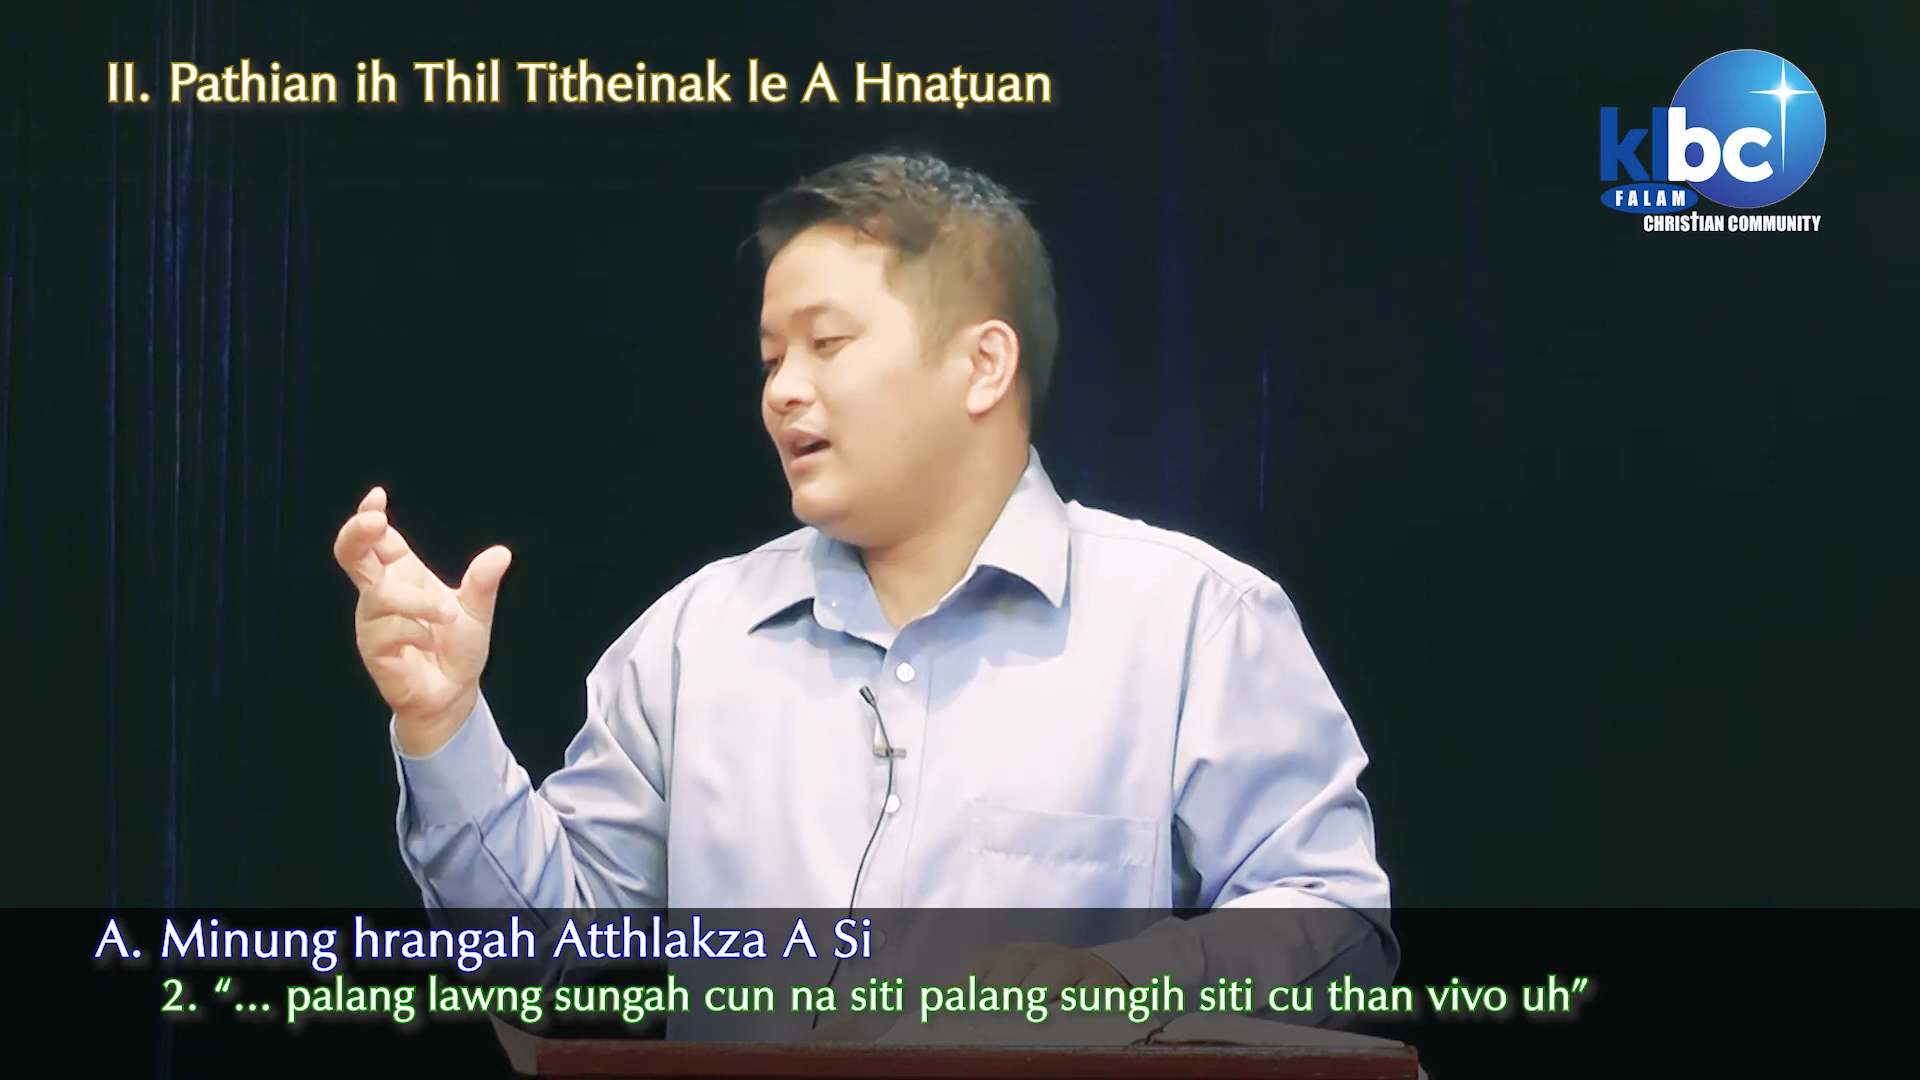 II. Pathian ih Thil Titheinak le A Hnaṭuan
klbc
FALAM
CHRISTIAN COMMUNITY
A. Minung hrangah Atthlakza A Si
2. “... palang lawng sungah cun na siti palang sungih siti cu than vivo uh”